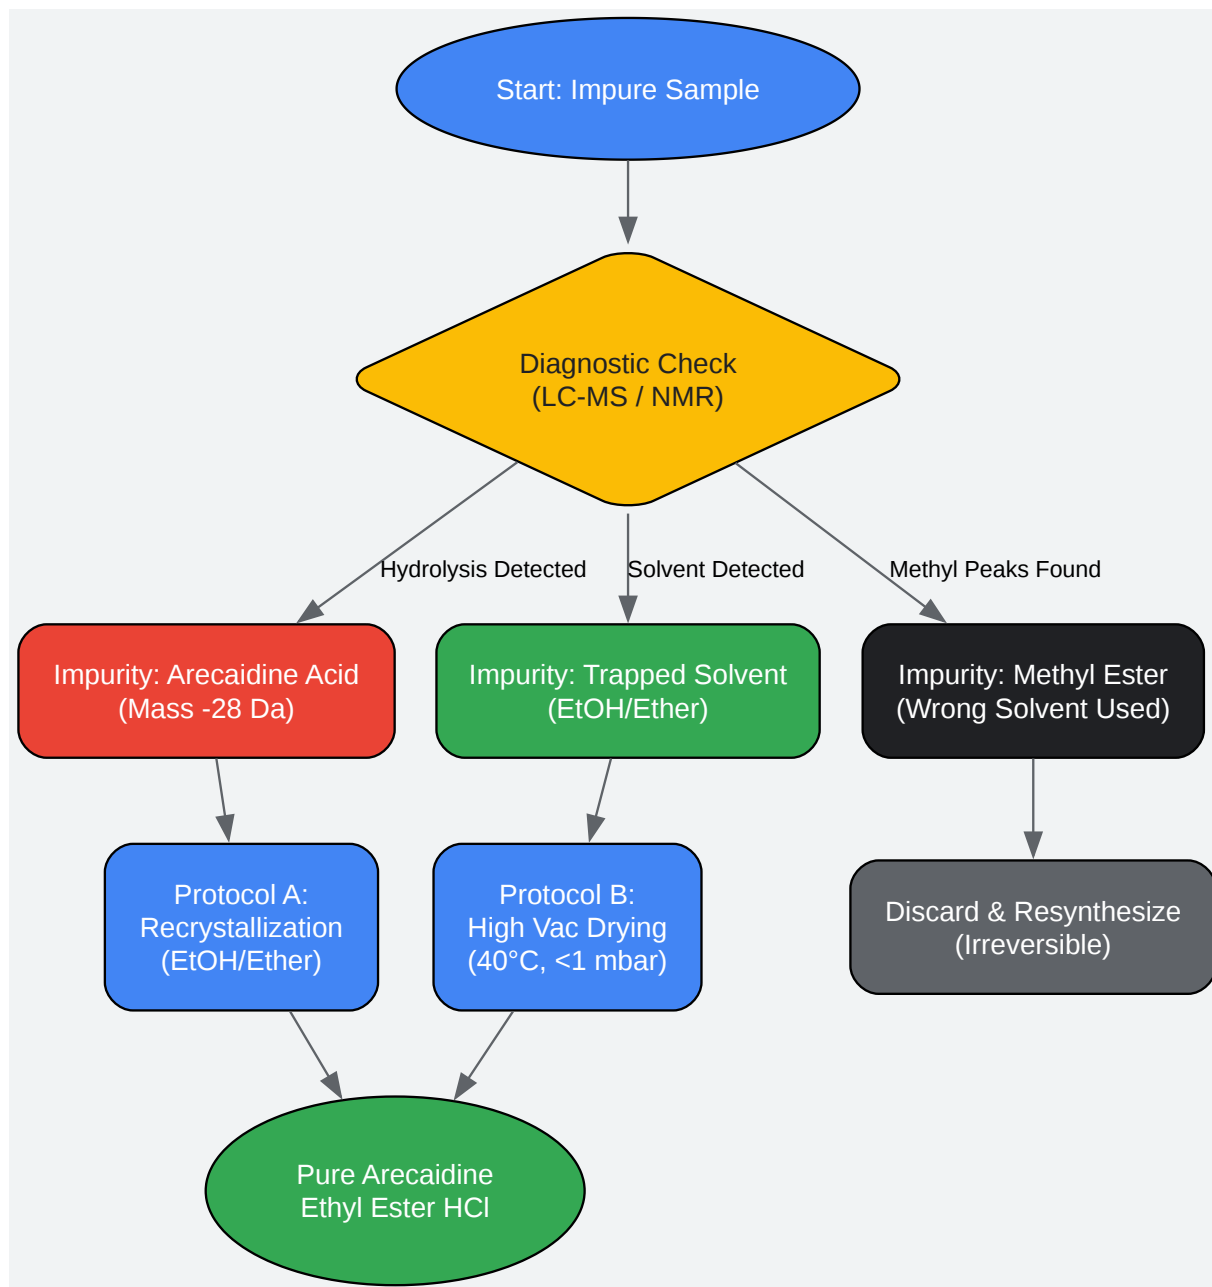 Start: Impure Sample
Diagnostic Check
(LC-MS / NMR)
Hydrolysis Detected
Solvent Detected
Methyl Peaks Found
Impurity: Arecaidine Acid
(Mass -28 Da)
Impurity: Trapped Solvent
(EtOH/Ether)
Impurity: Methyl Ester
(Wrong Solvent Used)
Protocol A:
Recrystallization
(EtOH/Ether)
Protocol B:
High Vac Drying
(40°C, <1 mbar)
Discard & Resynthesize
(Irreversible)
Pure Arecaidine
Ethyl Ester HCl